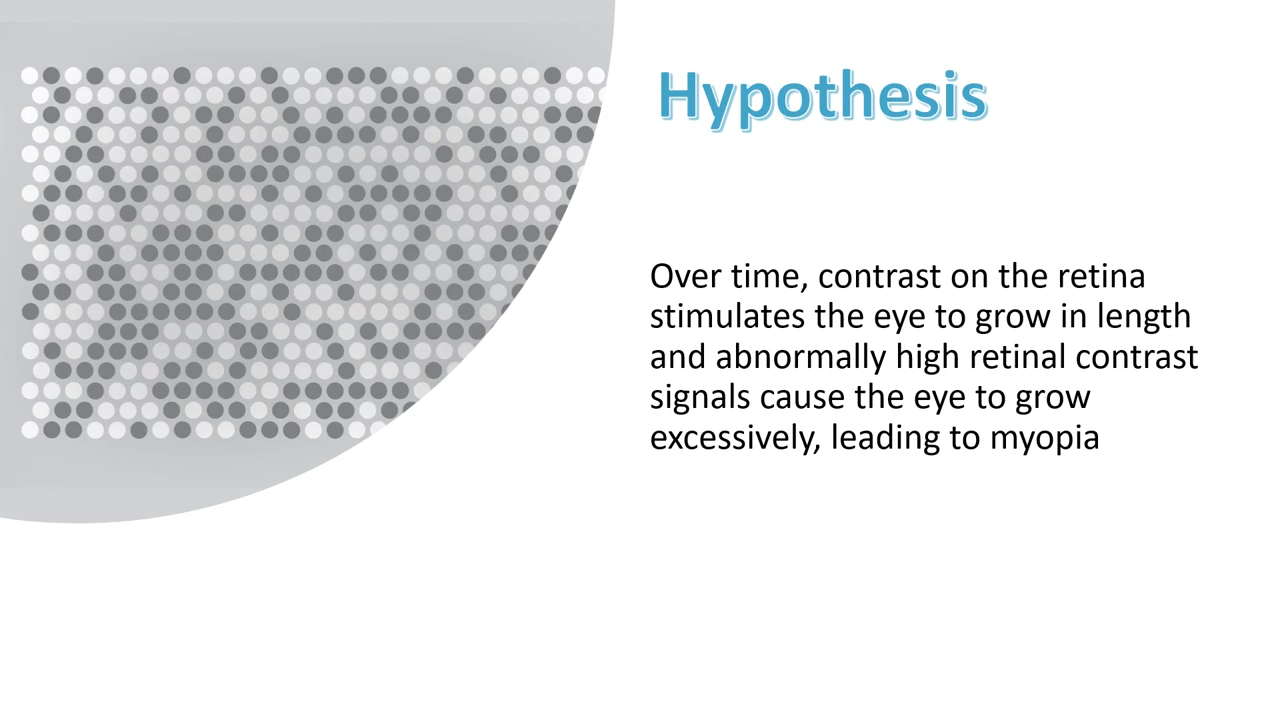 Hypothesis
Over time, contrast on the retina
stimulates the eye to grow in length
and abnormally high retinal contrast
signals cause the eye to grow
excessively, leading to myopia